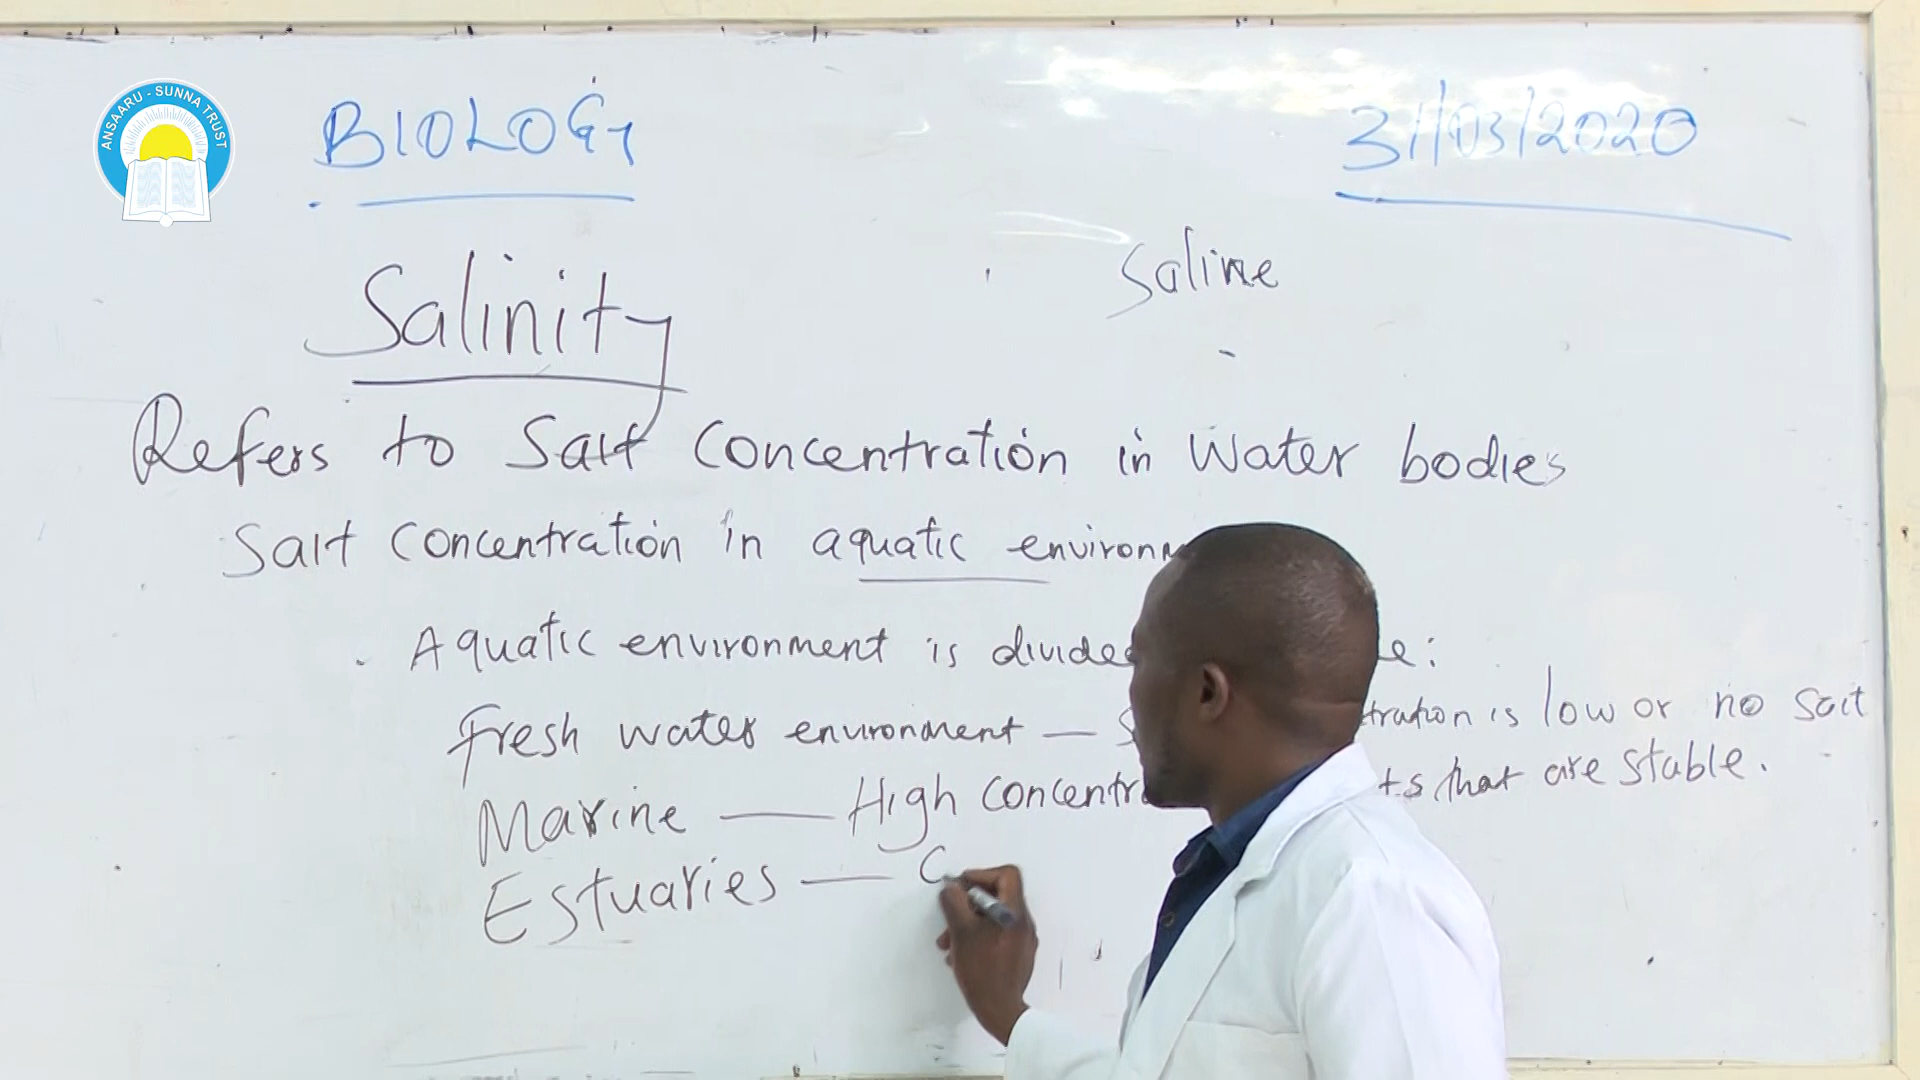 ANSAARU - SUNNA TRUST
BIOLOGY
31/03/2020
Salinity
Saline
Refers to Salt Concentration in Water bodies
Salt Concentration in aquatic environm
Aquatic environment is divided e:
Fresh water environment — S tration is low or no salt
Marine — High concentra ts that are stable.
Estuaries — C